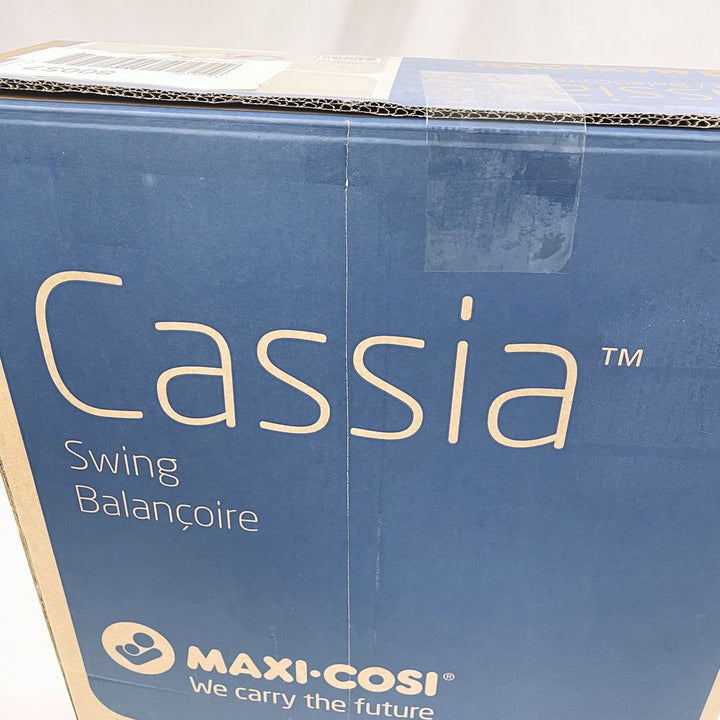 Cassia™
Swing
Balançoire
MAXI·COSI®
We carry the future